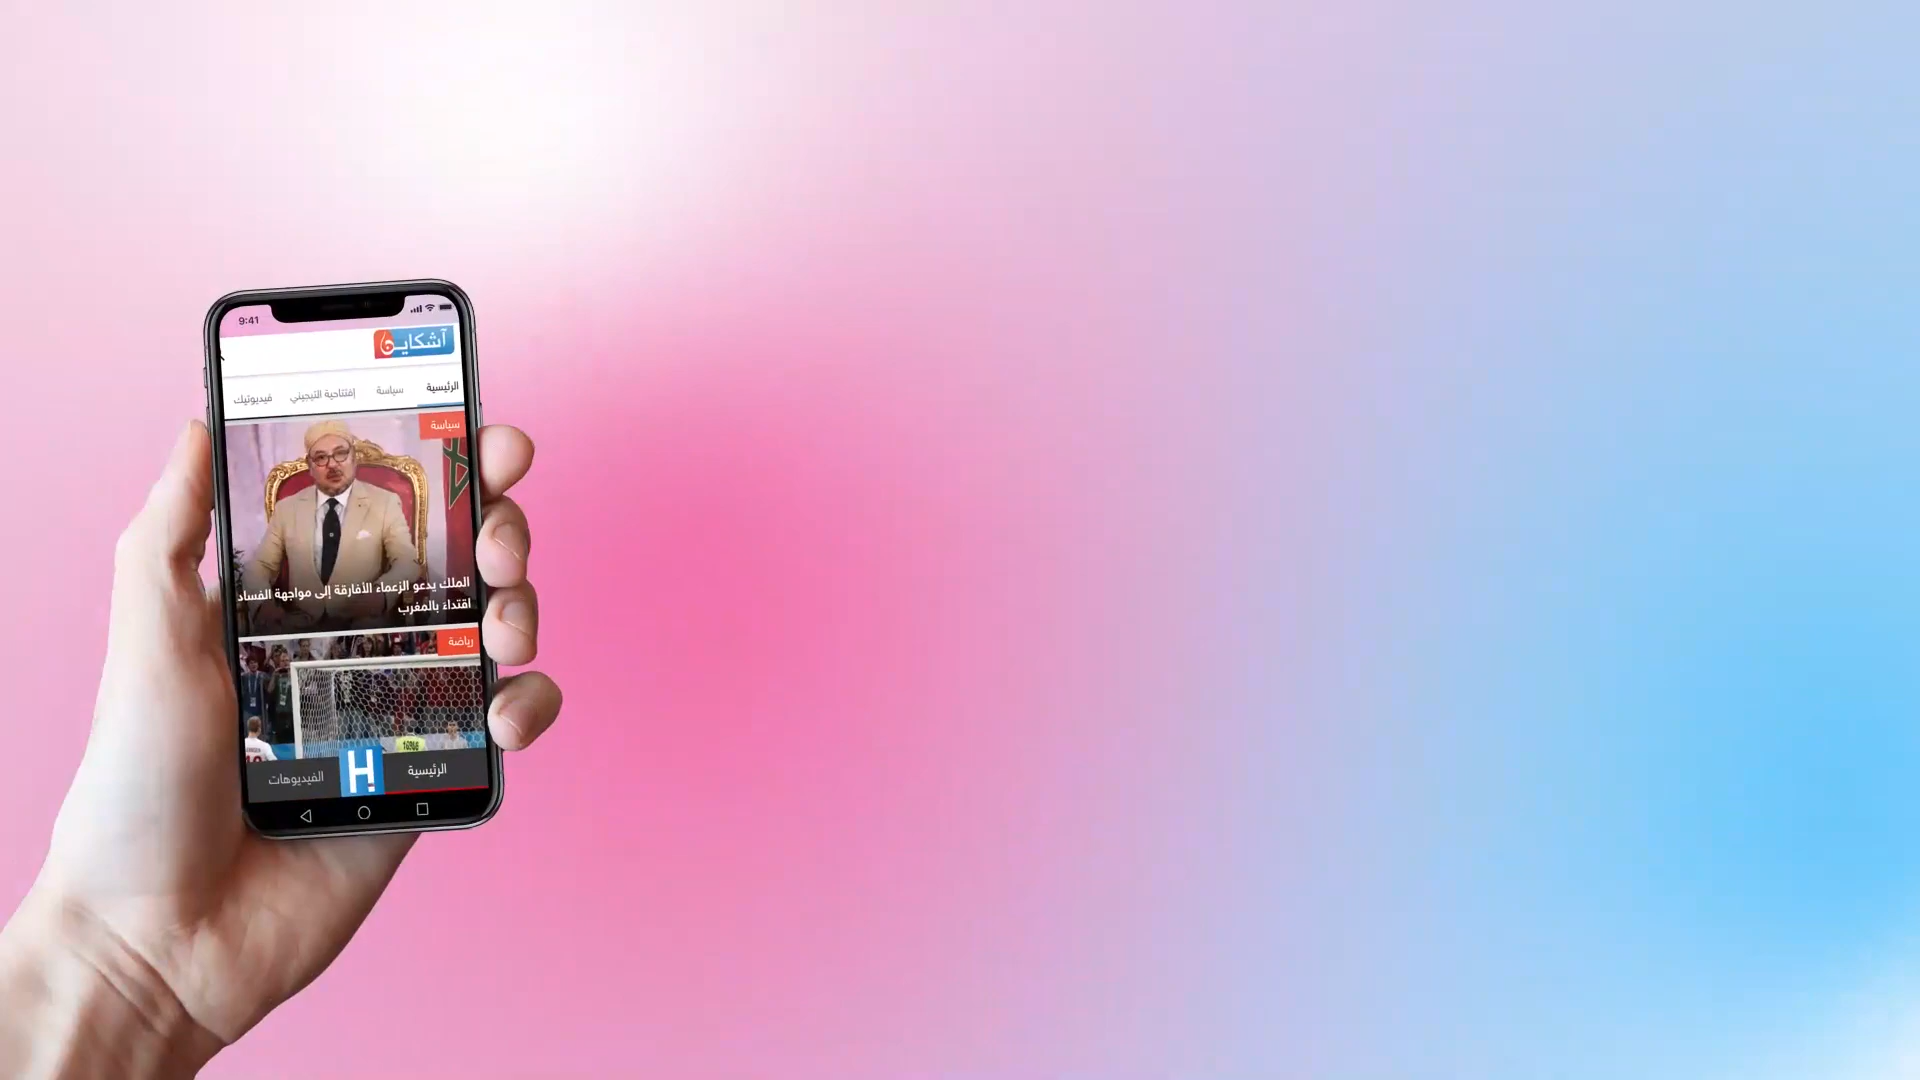 9:41
آشكاين
الرئيسية سياسة إفتتاحية التيجيني فيديوتيك
سياسة
الملك يدعو الزعماء الأفارقة إلى مواجهة الفساد
اقتداءً بالمغرب
رياضة
الرئيسية H الفيديوهات